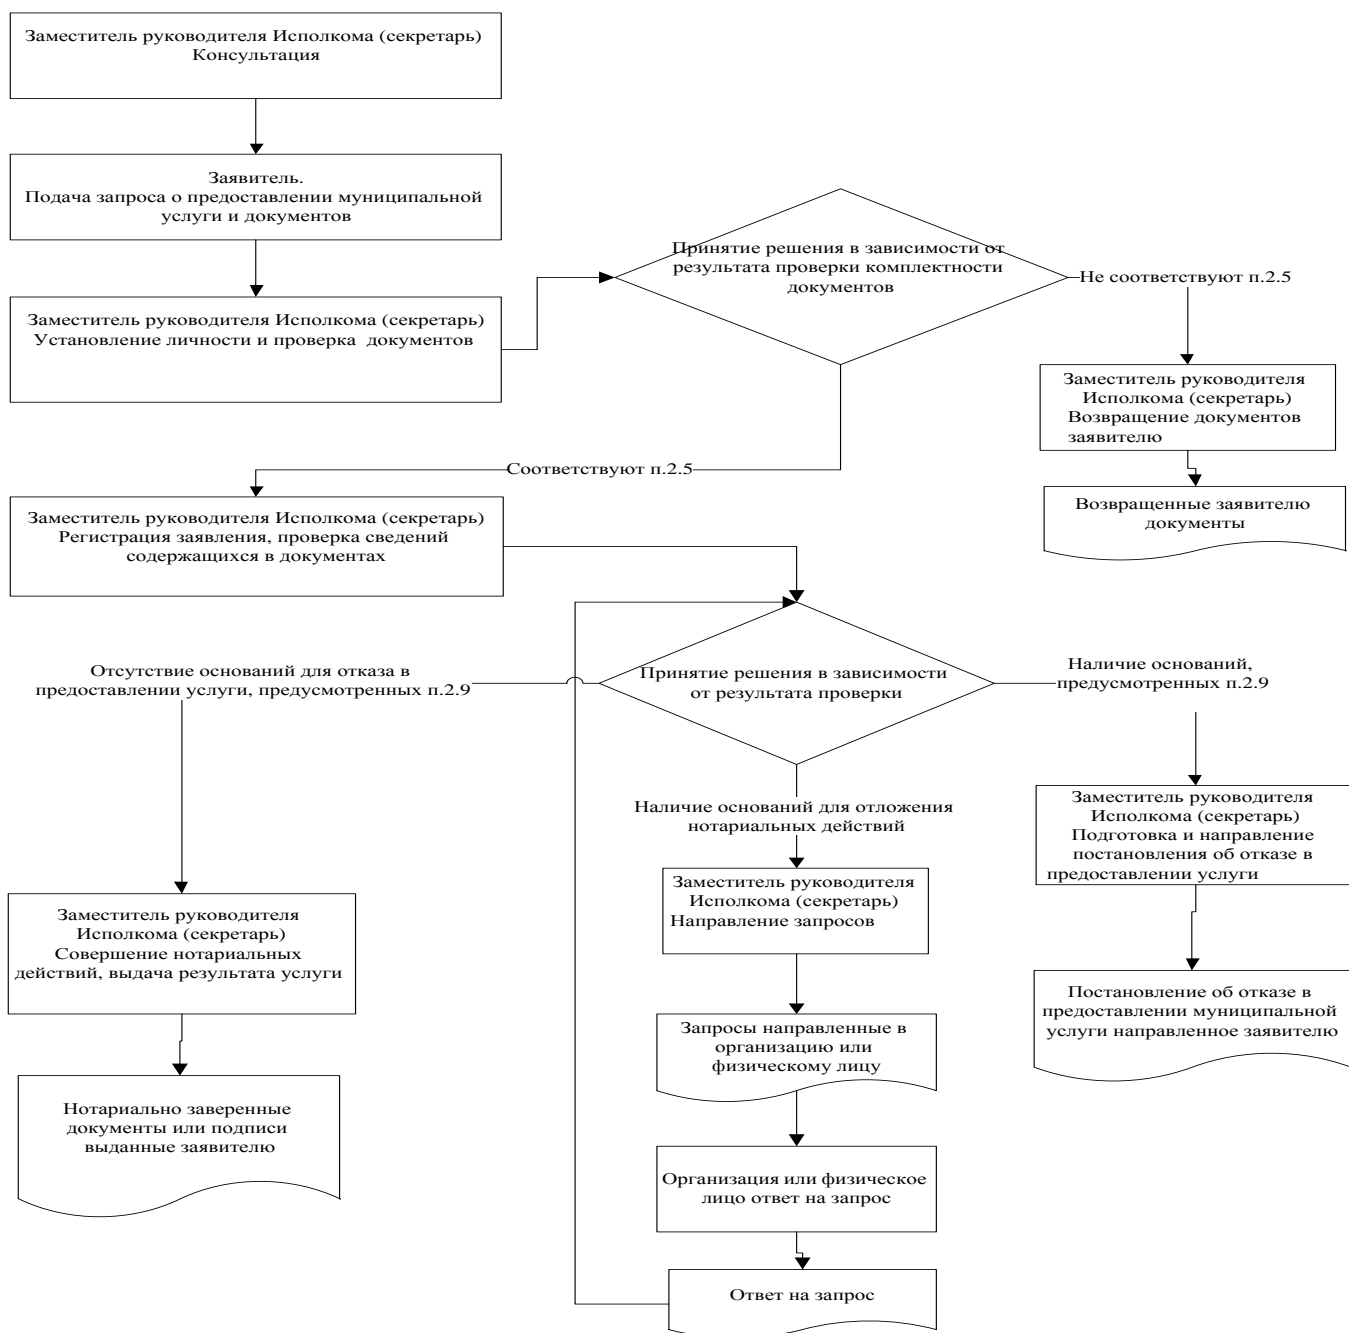 Заместитель руководителя Исполкома (секретарь)
Консультация
Заявитель.
Подача запроса о предоставлении муниципальной
услуги и документов
Заместитель руководителя Исполкома (секретарь)
Установление личности и проверка документов
Принятие решения в зависимости от
результата проверки комплектности
документов
Не соответствуют п.2.5
Заместитель руководителя
Исполкома (секретарь)
Возвращение документов
заявителю
Возвращенные заявителю
документы
Соответствуют п.2.5
Заместитель руководителя Исполкома (секретарь)
Регистрация заявления, проверка сведений
содержащихся в документах
Принятие решения в зависимости
от результата проверки
Отсутствие оснований для отказа в
предоставлении услуги, предусмотренных п.2.9
Наличие оснований,
предусмотренных п.2.9
Наличие оснований для отложения
нотариальных действий
Заместитель руководителя
Исполкома (секретарь)
Совершение нотариальных
действий, выдача результата услуги
Нотариально заверенные
документы или подписи
выданные заявителю
Заместитель руководителя
Исполкома (секретарь)
Направление запросов
Запросы направленные в
организацию или
физическому лицу
Организация или физическое
лицо ответ на запрос
Ответ на запрос
Заместитель руководителя
Исполкома (секретарь)
Подготовка и направление
постановления об отказе в
предоставлении услуги
Постановление об отказе в
предоставлении муниципальной
услуги направленное заявителю